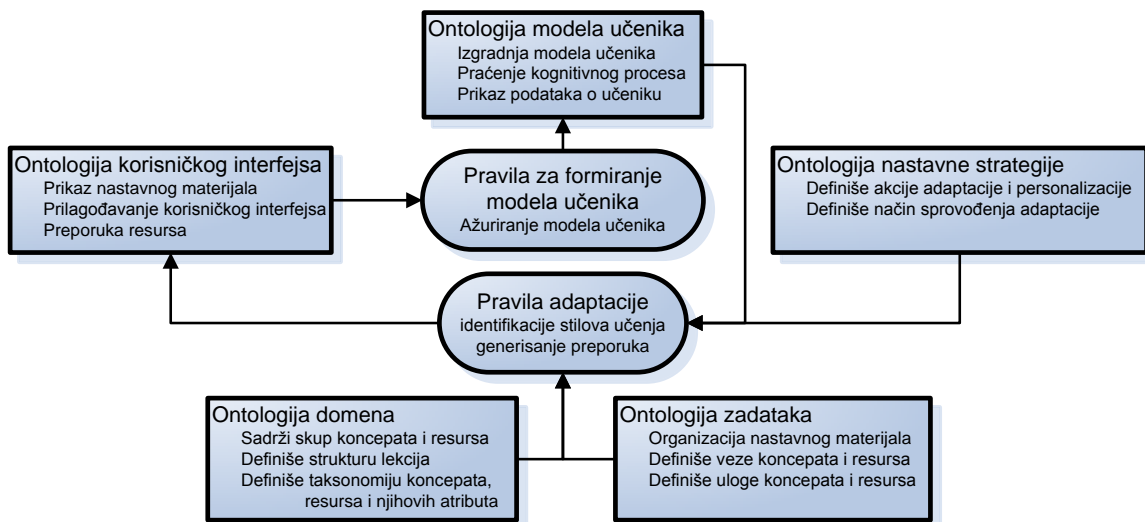 Ontologija modela učenika
Izgradnja modela učenika
Praćenje kognitivnog procesa
Prikaz podataka o učeniku
Ontologija korisničkog interfejsa
Prikaz nastavnog materijala
Prilagođavanje korisničkog interfejsa
Preporuka resursa
Pravila za formiranje
modela učenika
Ažuriranje modela učenika
Ontologija nastavne strategije
Definiše akcije adaptacije i personalizacije
Definiše način sprovođenja adaptacije
Pravila adaptacije
identifikacije stilova učenja
generisanje preporuka
Ontologija domena
Sadrži skup koncepata i resursa
Definiše strukturu lekcija
Definiše taksonomiju koncepata,
resursa i njihovih atributa
Ontologija zadataka
Organizacija nastavnog materijala
Definiše veze koncepata i resursa
Definiše uloge koncepata i resursa